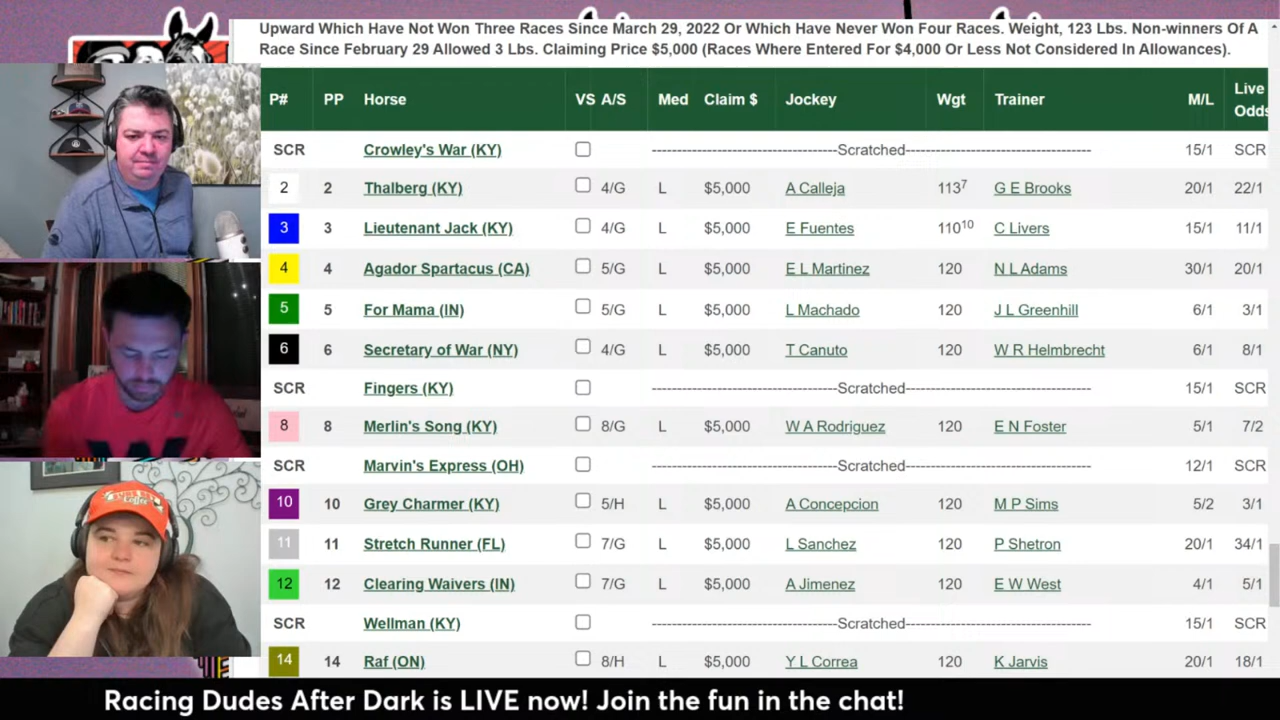 Upward Which Have Not Won Three Races Since March 29, 2022 Or Which Have Never Won Four Races. Weight, 123 Lbs. Non-winners Of A
Race Since February 29 Allowed 3 Lbs. Claiming Price $5,000 (Races Where Entered For $4,000 Or Less Not Considered In Allowances).
P# PP Horse VS A/S Med Claim $ Jockey Wgt Trainer M/L Live Odds
SCR Crowley's War (KY) Scratched 15/1 SCR
2 2 Thalberg (KY) 4/G L $5,000 A Calleja 113⁷ G E Brooks 20/1 22/1
3 3 Lieutenant Jack (KY) 4/G L $5,000 E Fuentes 110¹⁰ C Livers 15/1 11/1
4 4 Agador Spartacus (CA) 5/G L $5,000 E L Martinez 120 N L Adams 30/1 20/1
5 5 For Mama (IN) 5/G L $5,000 L Machado 120 J L Greenhill 6/1 3/1
6 6 Secretary of War (NY) 4/G L $5,000 T Canuto 120 W R Helmbrecht 6/1 8/1
SCR Fingers (KY) Scratched 15/1 SCR
8 8 Merlin's Song (KY) 8/G L $5,000 W A Rodriguez 120 E N Foster 5/1 7/2
SCR Marvin's Express (OH) Scratched 12/1 SCR
10 10 Grey Charmer (KY) 5/H L $5,000 A Concepcion 120 M P Sims 5/2 3/1
11 11 Stretch Runner (FL) 7/G L $5,000 L Sanchez 120 P Shetron 20/1 34/1
12 12 Clearing Waivers (IN) 7/G L $5,000 A Jimenez 120 E W West 4/1 5/1
SCR Wellman (KY) Scratched 15/1 SCR
14 14 Raf (ON) 8/H L $5,000 Y L Correa 120 K Jarvis 20/1 18/1
Racing Dudes After Dark is LIVE now! Join the fun in the chat!